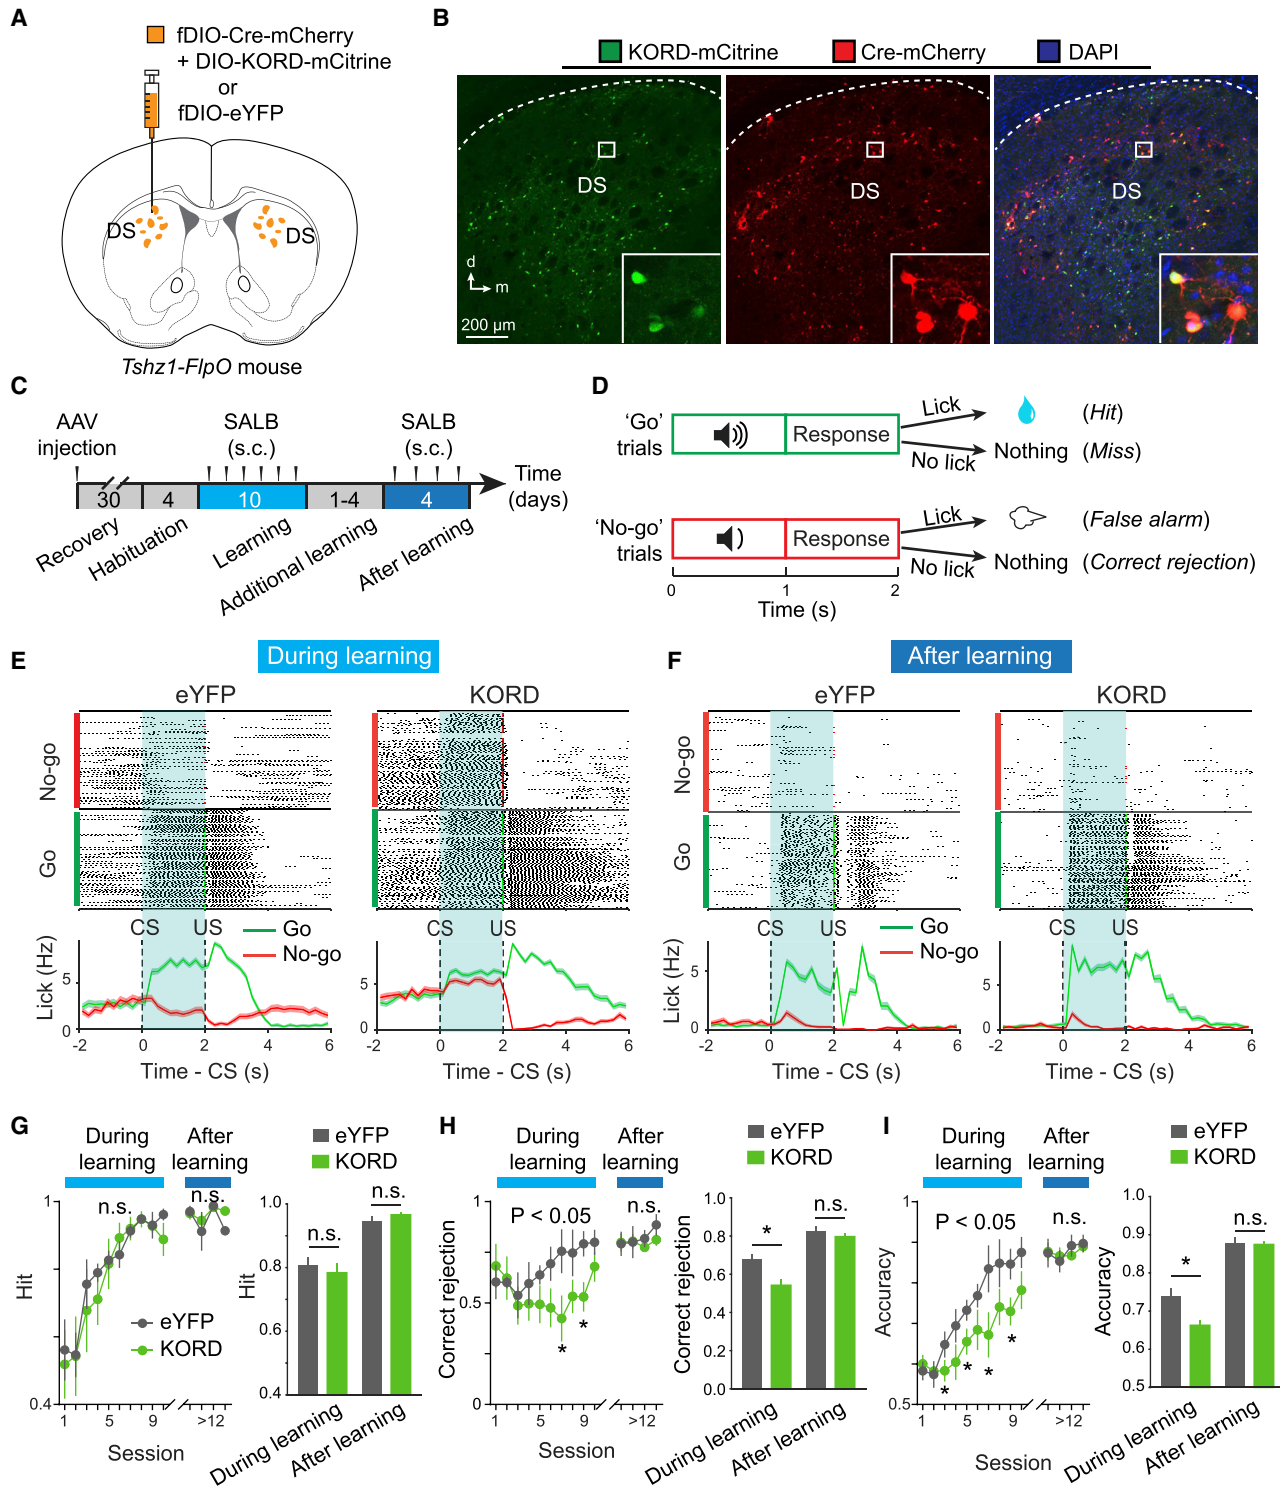 A
fDIO-Cre-mCherry
+ DIO-KORD-mCitrine
or
fDIO-eYFP
DS
DS
Tshz1-FlpO mouse
B
KORD-mCitrine
Cre-mCherry
DAPI
DS
DS
DS
d
m
200 µm
C
AAV
injection
SALB
(s.c.)
SALB
(s.c.)
Time
(days)
30
4
10
1-4
4
Recovery
Habituation
Learning
Additional learning
After learning
D
‘Go’
trials
Response
Lick
(Hit)
No lick
Nothing
(Miss)
‘No-go’
trials
Response
Lick
(False alarm)
No lick
Nothing
(Correct rejection)
0
1
2
Time (s)
E
During learning
eYFP
KORD
No-go
Go
CS
US
Go
No-go
CS
US
Lick (Hz)
5
0
-2
0
2
4
6
Time - CS (s)
5
0
-2
0
2
4
6
Time - CS (s)
F
After learning
eYFP
KORD
No-go
Go
CS
US
Go
No-go
CS
US
Lick (Hz)
5
0
-2
0
2
4
6
Time - CS (s)
5
0
-2
0
2
4
6
Time - CS (s)
G
During
learning
After
learning
n.s.
n.s.
Hit
1
0.4
eYFP
KORD
1
5
9
>12
Session
eYFP
KORD
n.s.
n.s.
Hit
1.0
0.8
0.6
0.4
During learning
After learning
H
During
learning
After
learning
P < 0.05
n.s.
Correct rejection
1
0.5
0
*
*
1
5
9
>12
eYFP
KORD
*
n.s.
Correct rejection
1.0
0.8
0.6
0.4
0.2
0.0
During learning
After learning
I
During
learning
After
learning
P < 0.05
n.s.
Accuracy
1
0.5
*
*
*
*
1
5
9
>12
Session
eYFP
KORD
*
n.s.
Accuracy
1.0
0.9
0.8
0.7
0.6
0.5
During learning
After learning